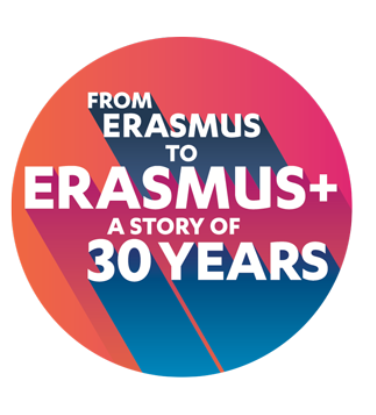 FROM
ERASMUS
TO
ERASMUS+
A STORY OF
30 YEARS